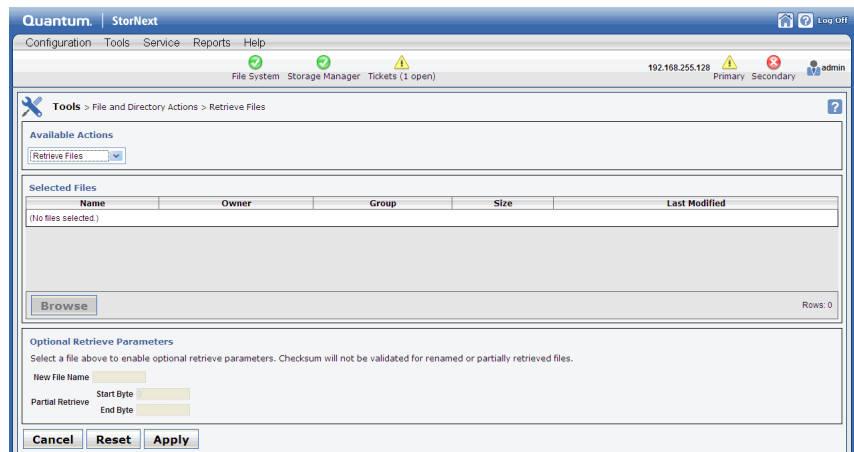 Quantum. | StorNext
Log Off
Configuration Tools Service Reports Help
File System Storage Manager Tickets (1 open)
192.168.255.128 Primary Secondary admin
Tools > File and Directory Actions > Retrieve Files
?
Available Actions
Retrieve Files
Selected Files
Name Owner Group Size Last Modified
(No files selected.)
Browse
Rows: 0
Optional Retrieve Parameters
Select a file above to enable optional retrieve parameters. Checksum will not be validated for renamed or partially retrieved files.
New File Name
Partial Retrieve
Start Byte
End Byte
Cancel Reset Apply